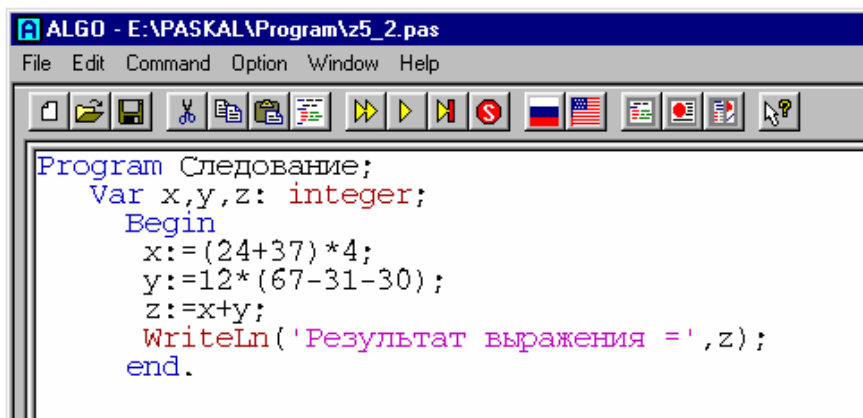 ALGO - E:\PASKAL\Program\z5_2.pas
File Edit Command Option Window Help
Program Следование;
Var x,y,z: integer;
Begin
x:=(24+37)*4;
y:=12*(67-31-30);
z:=x+y;
WriteLn('Результат выражения =',z);
end.